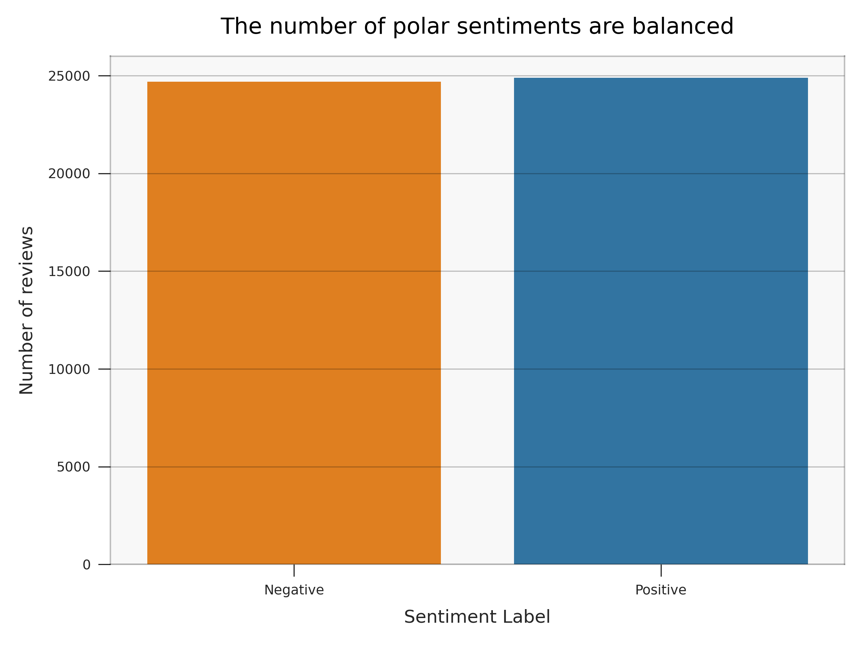 The number of polar sentiments are balanced
25000
20000
15000
10000
5000
0
Number of reviews
Negative
Positive
Sentiment Label